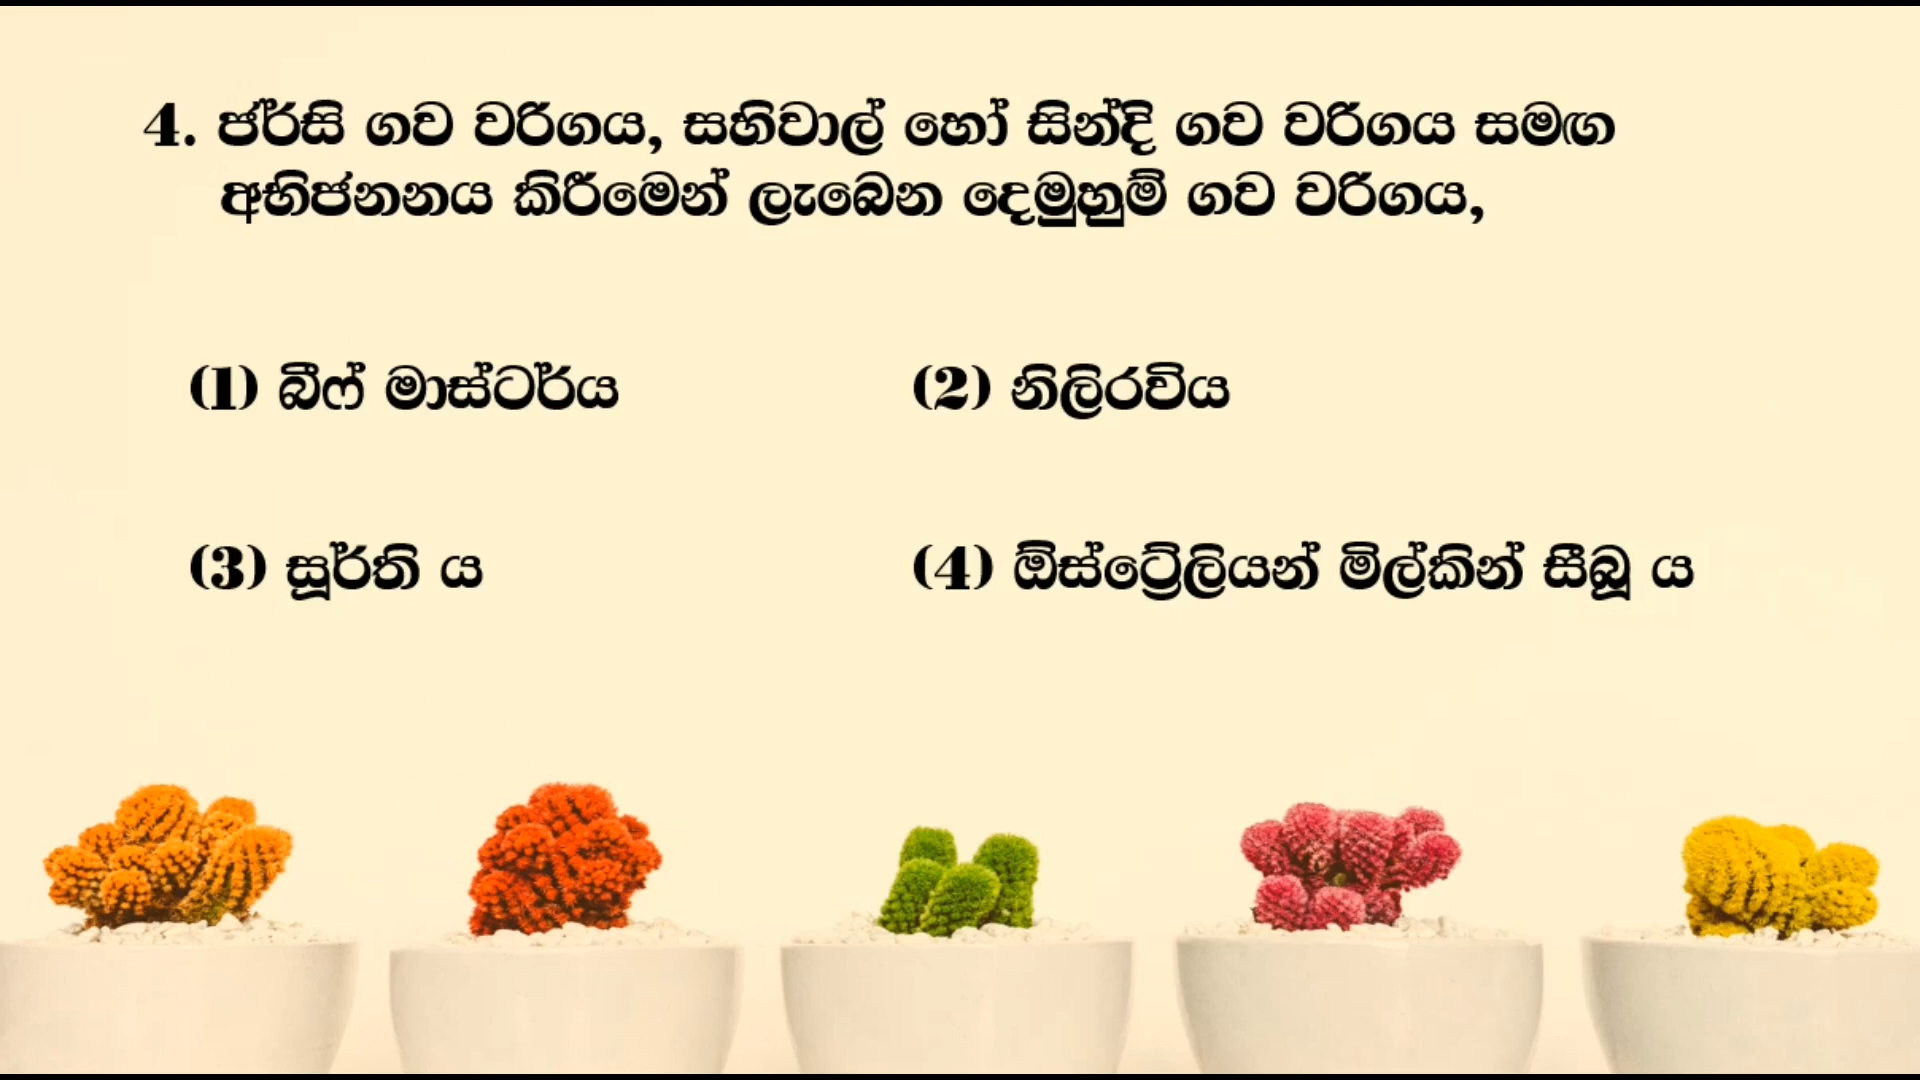 4. ජර්සි ගව වර්ගය, සහිවාල් හෝ සින්දි ගව වර්ගය සමඟ
අභිජනනය කිරීමෙන් ලැබෙන දෙමුහුම් ගව වර්ගය,
(1) බීෆ් මාස්ටර්ය (2) නිලිරවිය
(3) සූර්ති ය (4) ඕස්ට්‍රේලියන් මිල්කින් සීබූ ය